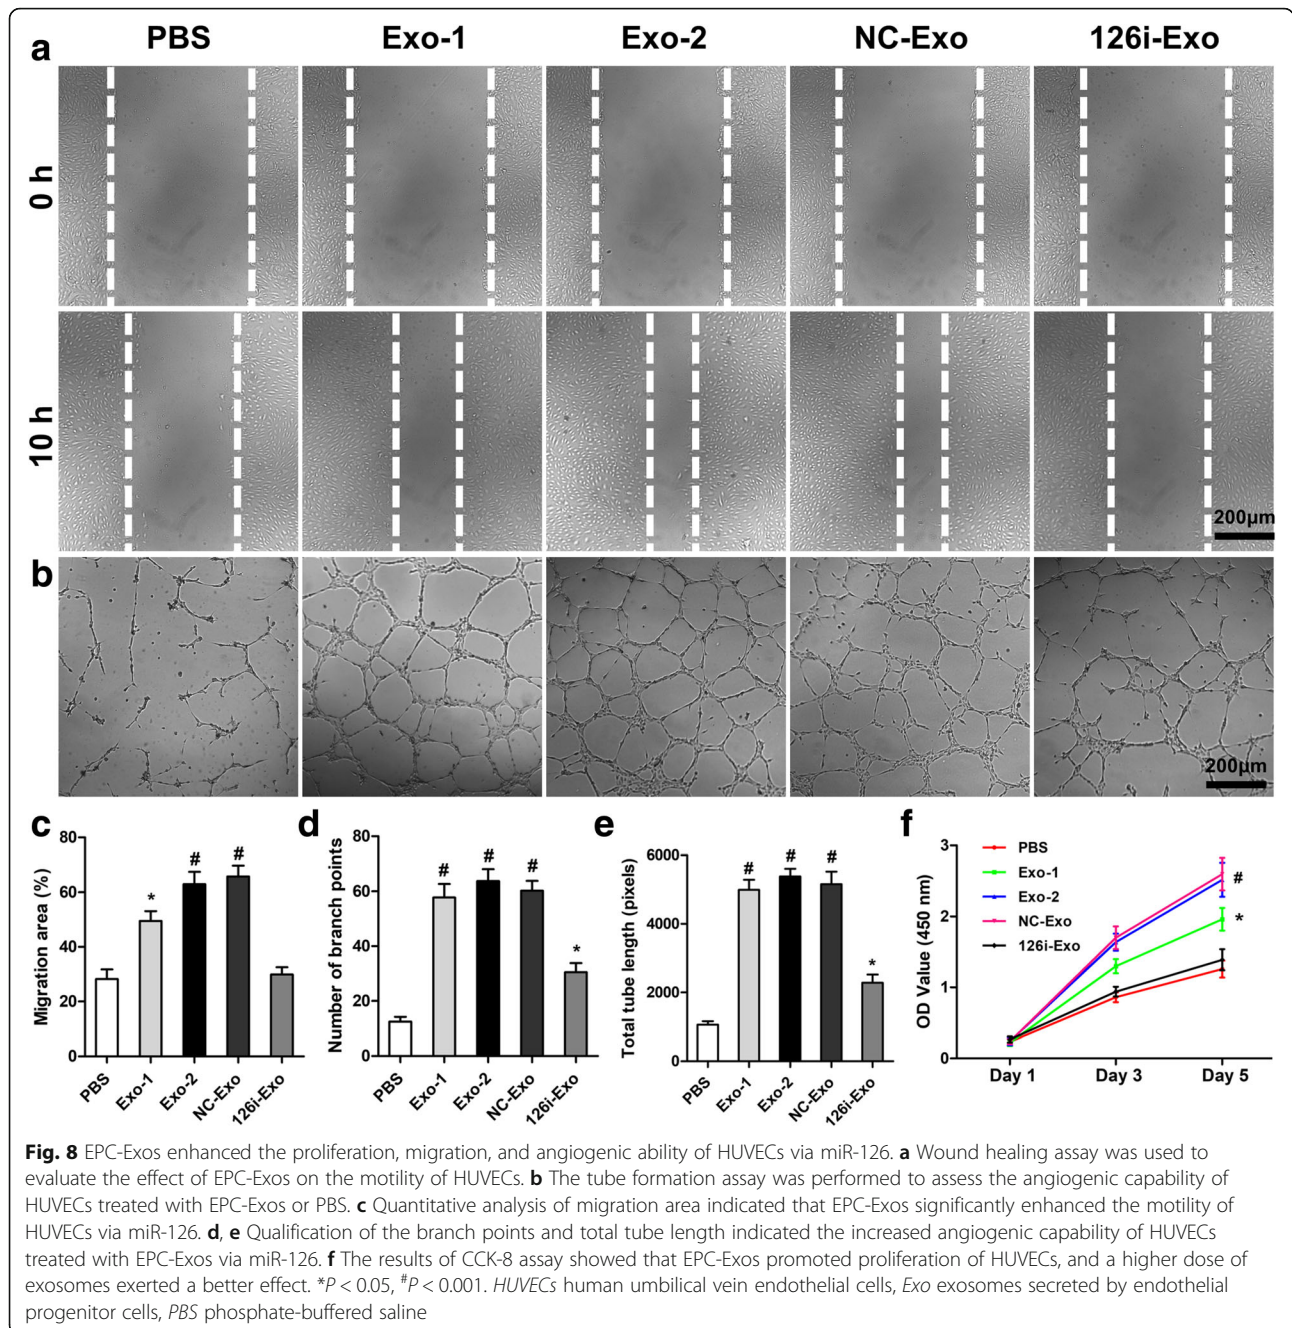 PBS Exo-1 Exo-2 NC-Exo 126i-Exo
a
0 h
10 h
200µm
b
200µm
c
Migration area (%)
80
60
40
20
0
PBS
Exo-1
Exo-2
NC-Exo
126i-Exo
*
#
#
d
Number of branch points
80
60
40
20
0
PBS
Exo-1
Exo-2
NC-Exo
126i-Exo
#
#
#
*
e
Total tube length (pixels)
6000
4000
2000
0
PBS
Exo-1
Exo-2
NC-Exo
126i-Exo
#
#
#
*
f
OD Value (450 nm)
3
2
1
0
PBS
Exo-1
Exo-2
NC-Exo
126i-Exo
#
*
Day 1 Day 3 Day 5
Fig. 8 EPC-Exos enhanced the proliferation, migration, and angiogenic ability of HUVECs via miR-126. a Wound healing assay was used to
evaluate the effect of EPC-Exos on the motility of HUVECs. b The tube formation assay was performed to assess the angiogenic capability of
HUVECs treated with EPC-Exos or PBS. c Quantitative analysis of migration area indicated that EPC-Exos significantly enhanced the motility of
HUVECs via miR-126. d, e Qualification of the branch points and total tube length indicated the increased angiogenic capability of HUVECs
treated with EPC-Exos via miR-126. f The results of CCK-8 assay showed that EPC-Exos promoted proliferation of HUVECs, and a higher dose of
exosomes exerted a better effect. *P < 0.05, #P < 0.001. HUVECs human umbilical vein endothelial cells, Exo exosomes secreted by endothelial
progenitor cells, PBS phosphate-buffered saline